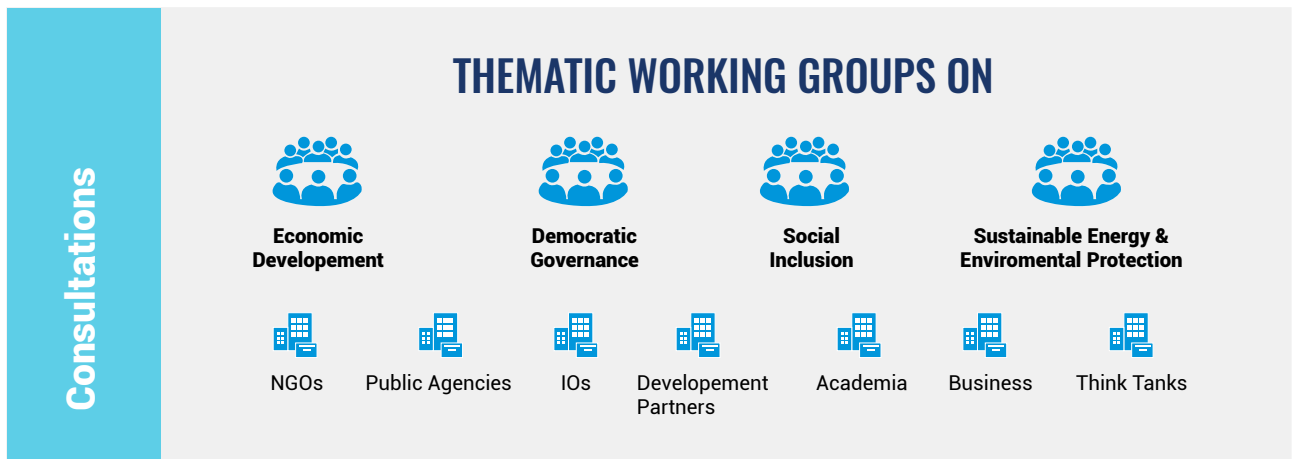 Consultations
THEMATIC WORKING GROUPS ON
Economic
Developement
Democratic
Governance
Social
Inclusion
Sustainable Energy &
Enviromental Protection
NGOs
Public Agencies
IOs
Developement
Partners
Academia
Business
Think Tanks